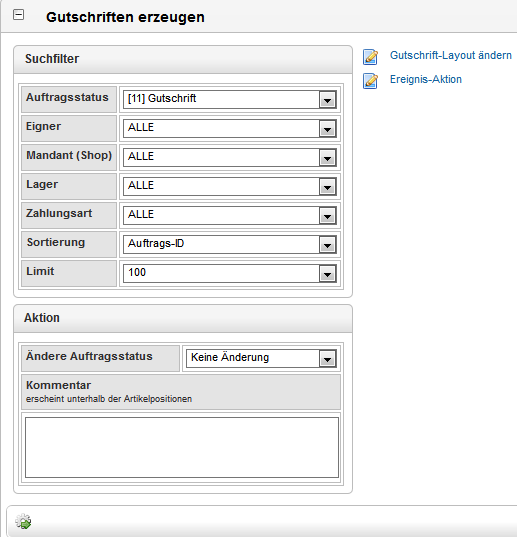 Gutschriften erzeugen
Suchfilter
Auftragsstatus [11] Gutschrift
Eigner ALLE
Mandant (Shop) ALLE
Lager ALLE
Zahlungsart ALLE
Sortierung Auftrags-ID
Limit 100
Aktion
Ändere Auftragsstatus Keine Änderung
Kommentar
erscheint unterhalb der Artikelpositionen
Gutschrift-Layout ändern
Ereignis-Aktion